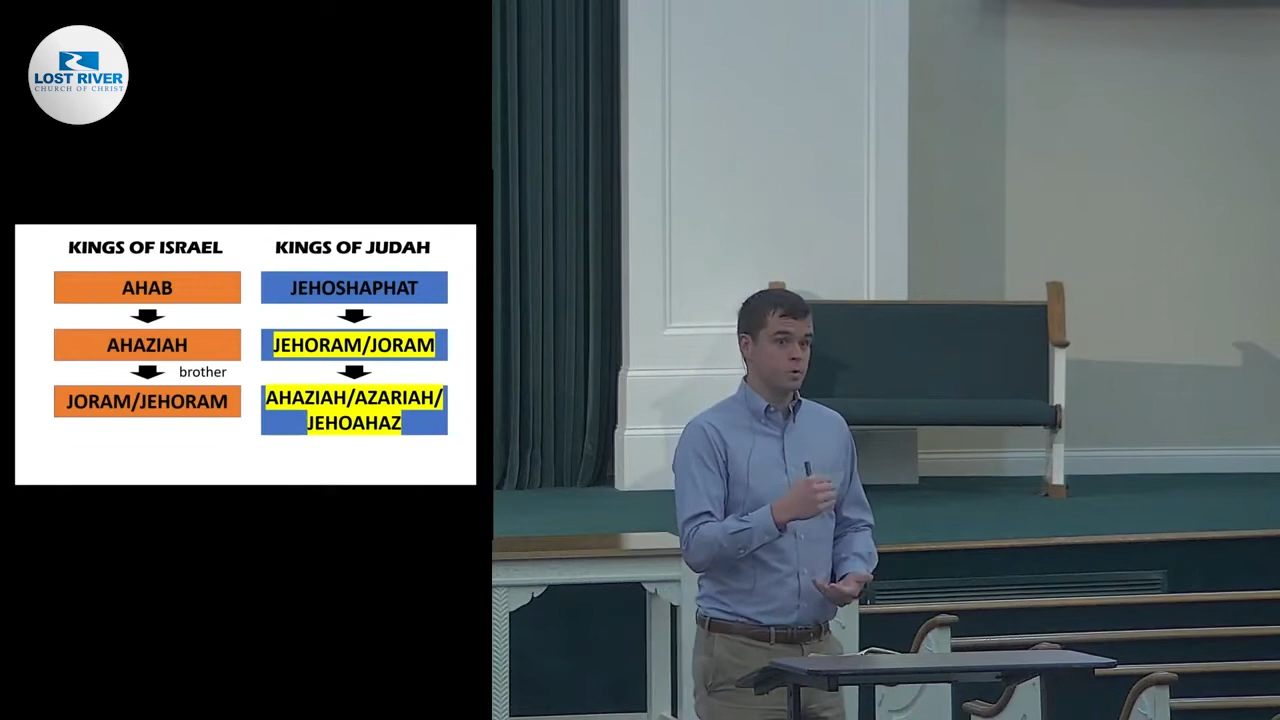 LOST RIVER
CHURCH OF CHRIST
KINGS OF ISRAEL
KINGS OF JUDAH
AHAB
JEHOSHAPHAT
AHAZIAH
JEHORAM/JORAM
brother
JORAM/JEHORAM
AHAZIAH/AZARIAH/
JEHOAHAZ